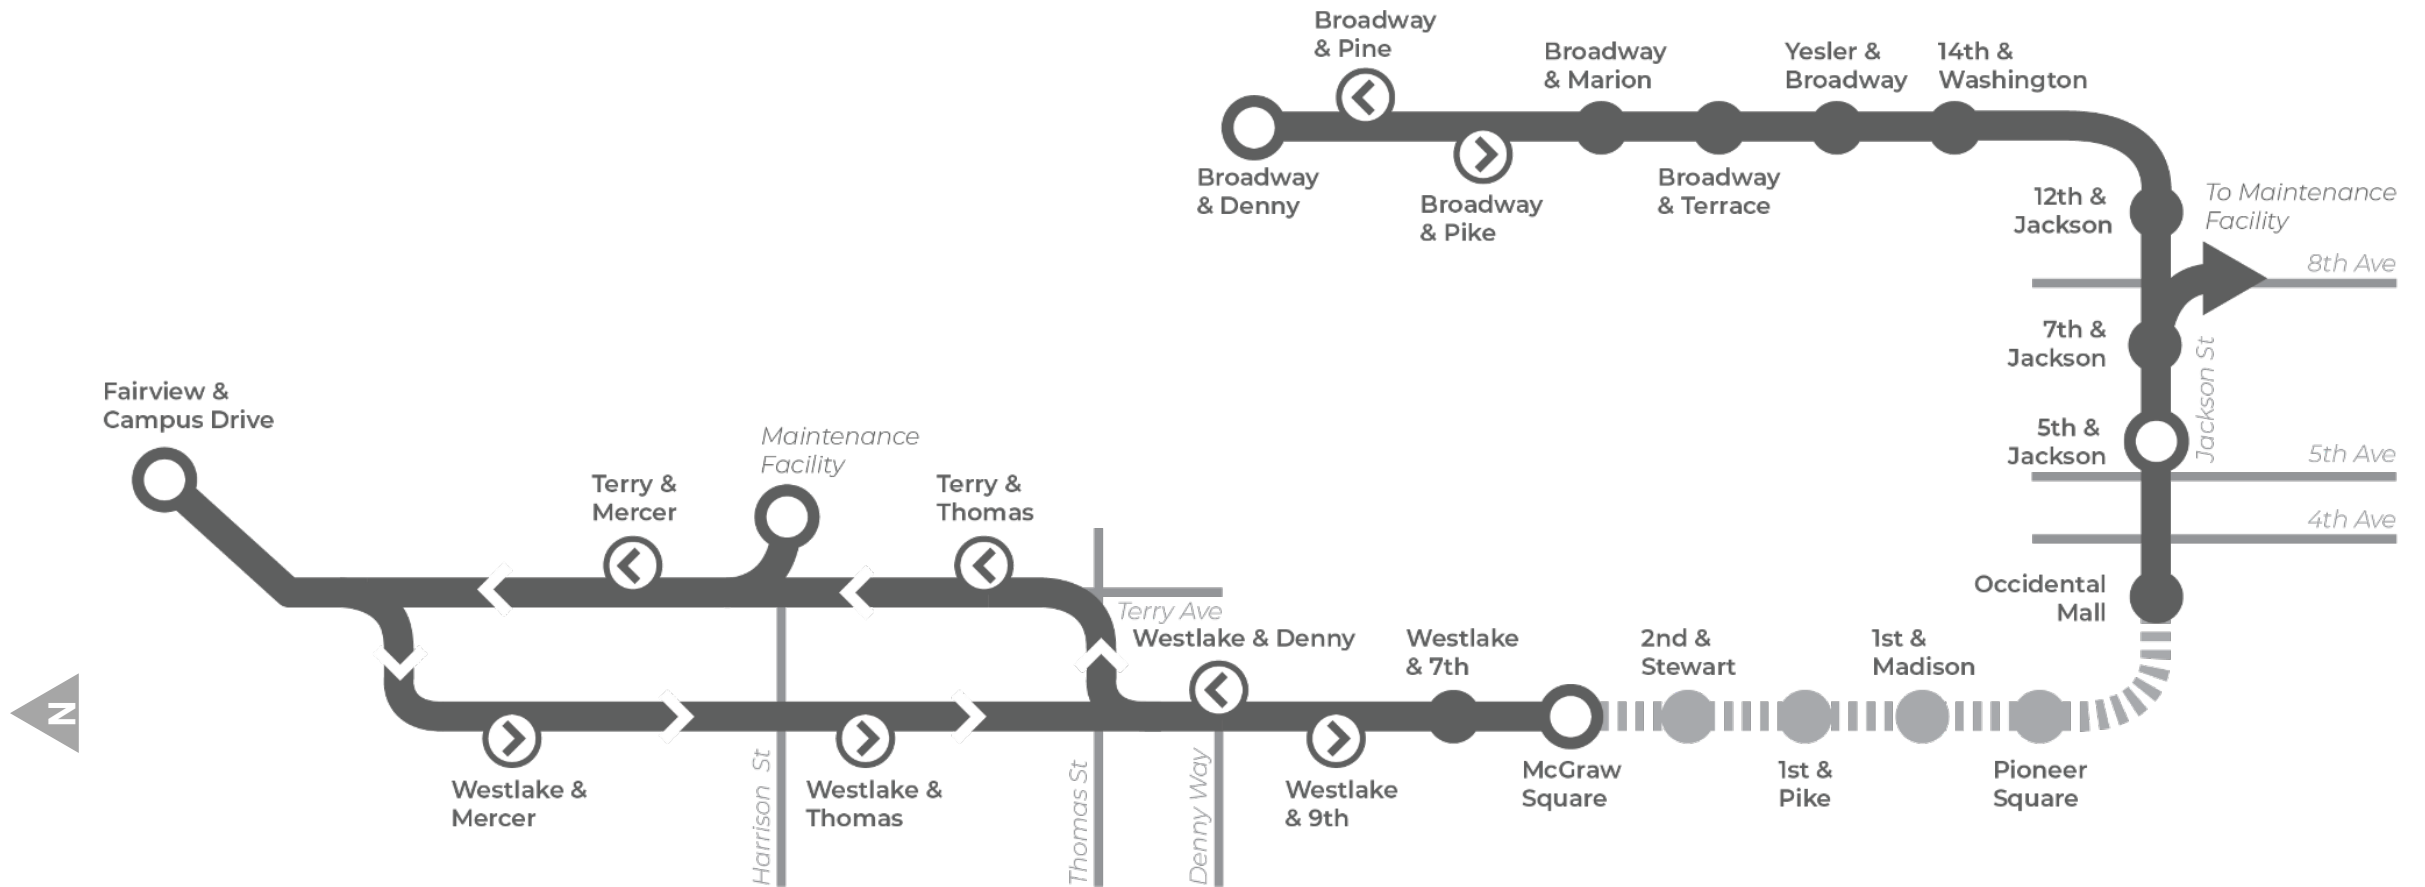 Broadway
& Pine
Broadway
& Marion
Yesler &
Broadway
14th &
Washington
Broadway
& Denny
Broadway
& Pike
Broadway
& Terrace
12th &
Jackson
To Maintenance
Facility
8th Ave
7th &
Jackson
Jackson St
5th &
Jackson
5th Ave
4th Ave
Occidental
Mall
Fairview &
Campus Drive
Terry &
Mercer
Maintenance
Facility
Terry &
Thomas
Terry Ave
Westlake & Denny
Westlake
& 7th
2nd &
Stewart
1st &
Madison
N
Westlake &
Mercer
Harrison St
Westlake &
Thomas
Thomas St
Denny Way
Westlake
& 9th
McGraw
Square
1st &
Pike
Pioneer
Square